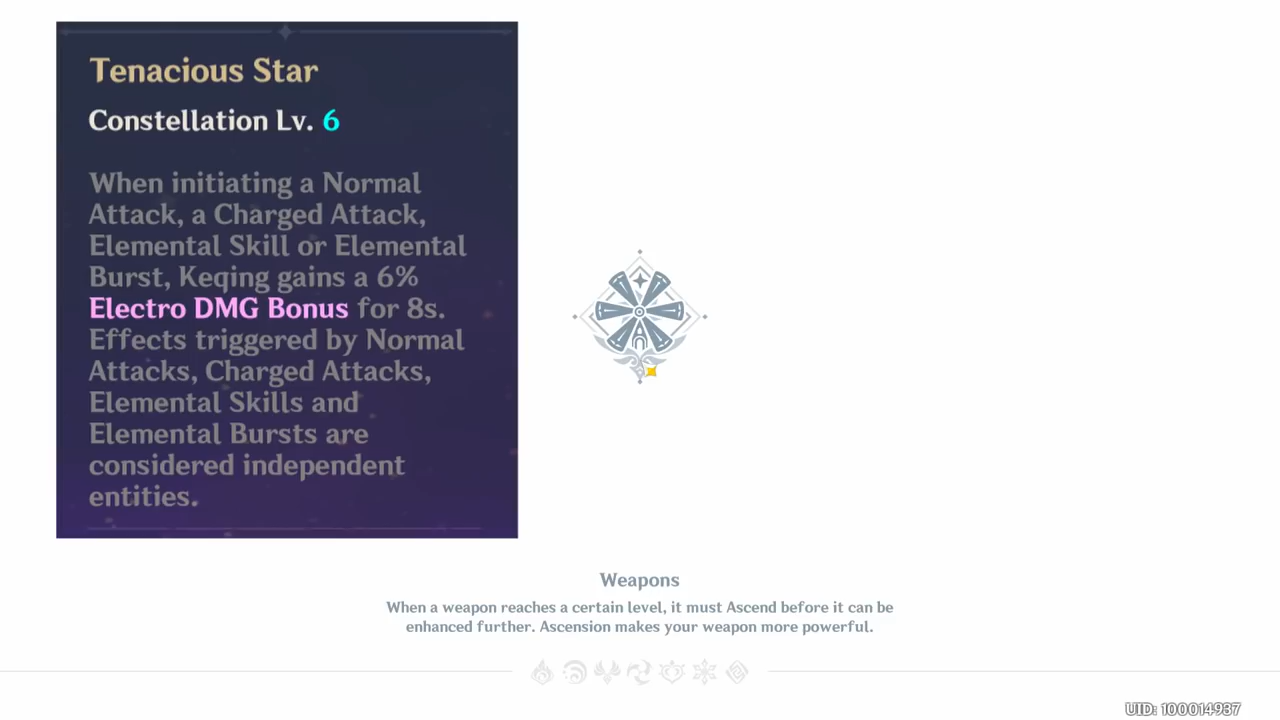 Tenacious Star
Constellation Lv. 6
When initiating a Normal
Attack, a Charged Attack,
Elemental Skill or Elemental
Burst, Keqing gains a 6%
Electro DMG Bonus for 8s.
Effects triggered by Normal
Attacks, Charged Attacks,
Elemental Skills and
Elemental Bursts are
considered independent
entities.
Weapons
When a weapon reaches a certain level, it must Ascend before it can be
enhanced further. Ascension makes your weapon more powerful.
UID: 100014937